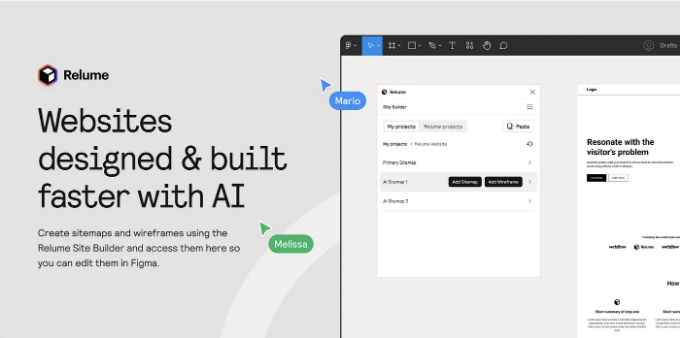 Relume
Websites
designed & built
faster with AI
Create sitemaps and wireframes using the
Relume Site Builder and access them here so
you can edit them in Figma.
Mario
Melissa
Drafts
Relume
Site Builder
My projects
Relume projects
Paste
My projects > Relume Website
Primary Sitemap
AI Sitemap 1
Add Sitemap
Add Wireframe
AI Sitemap 2
Logo
Resonate with the
visitor's problem
webflow
Relume
webflow
How
Short summary of step one
Short summary